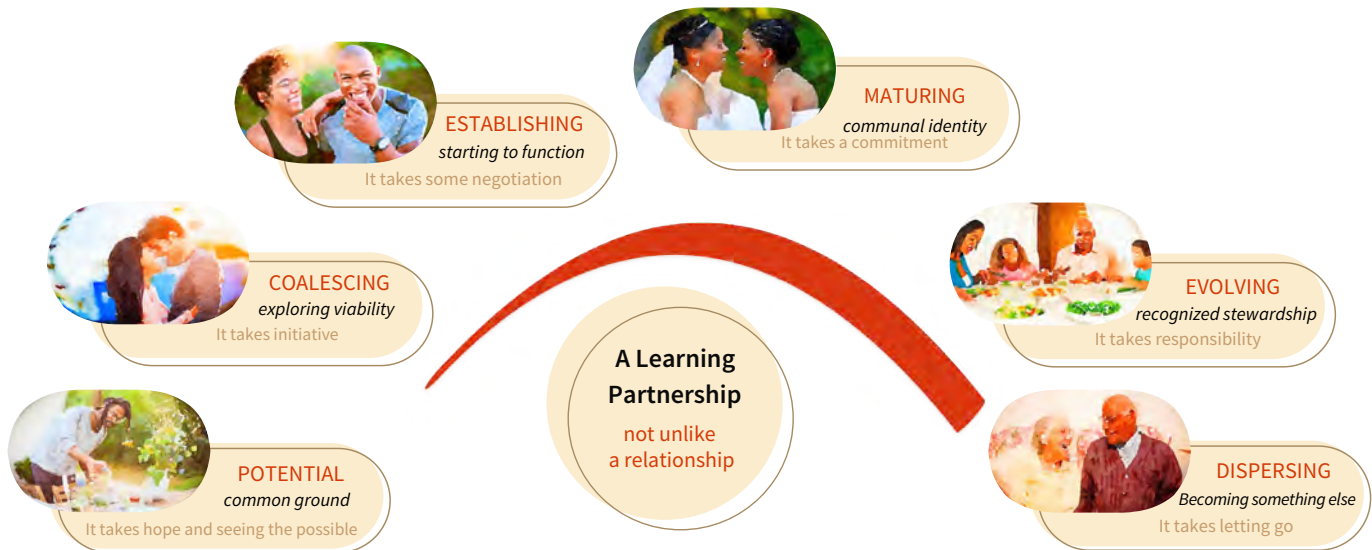 POTENTIAL
common ground
It takes hope and seeing the possible
COALESCING
exploring viability
It takes initiative
ESTABLISHING
starting to function
It takes some negotiation
MATURING
communal identity
It takes a commitment
EVOLVING
recognized stewardship
It takes responsibility
DISPERSING
Becoming something else
It takes letting go
A Learning
Partnership
not unlike
a relationship